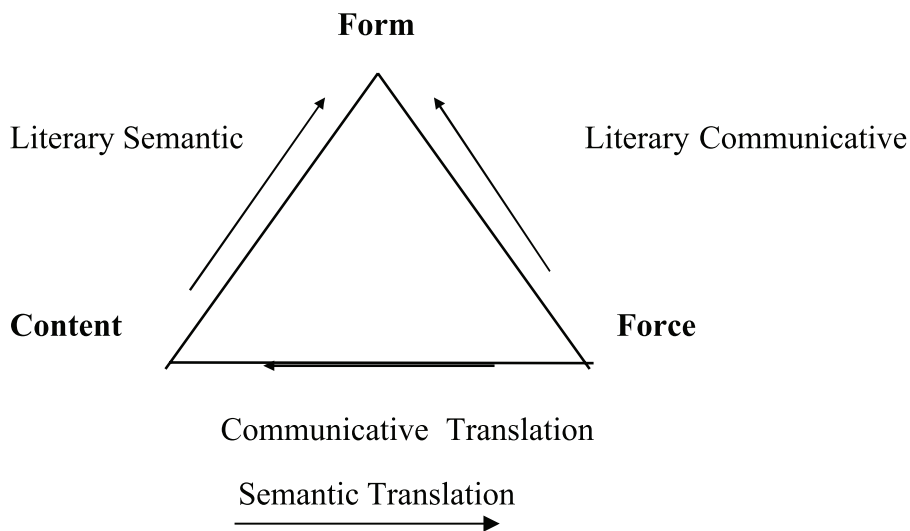 Form
Literary Semantic
Literary Communicative
Content
Force
Communicative Translation
Semantic Translation